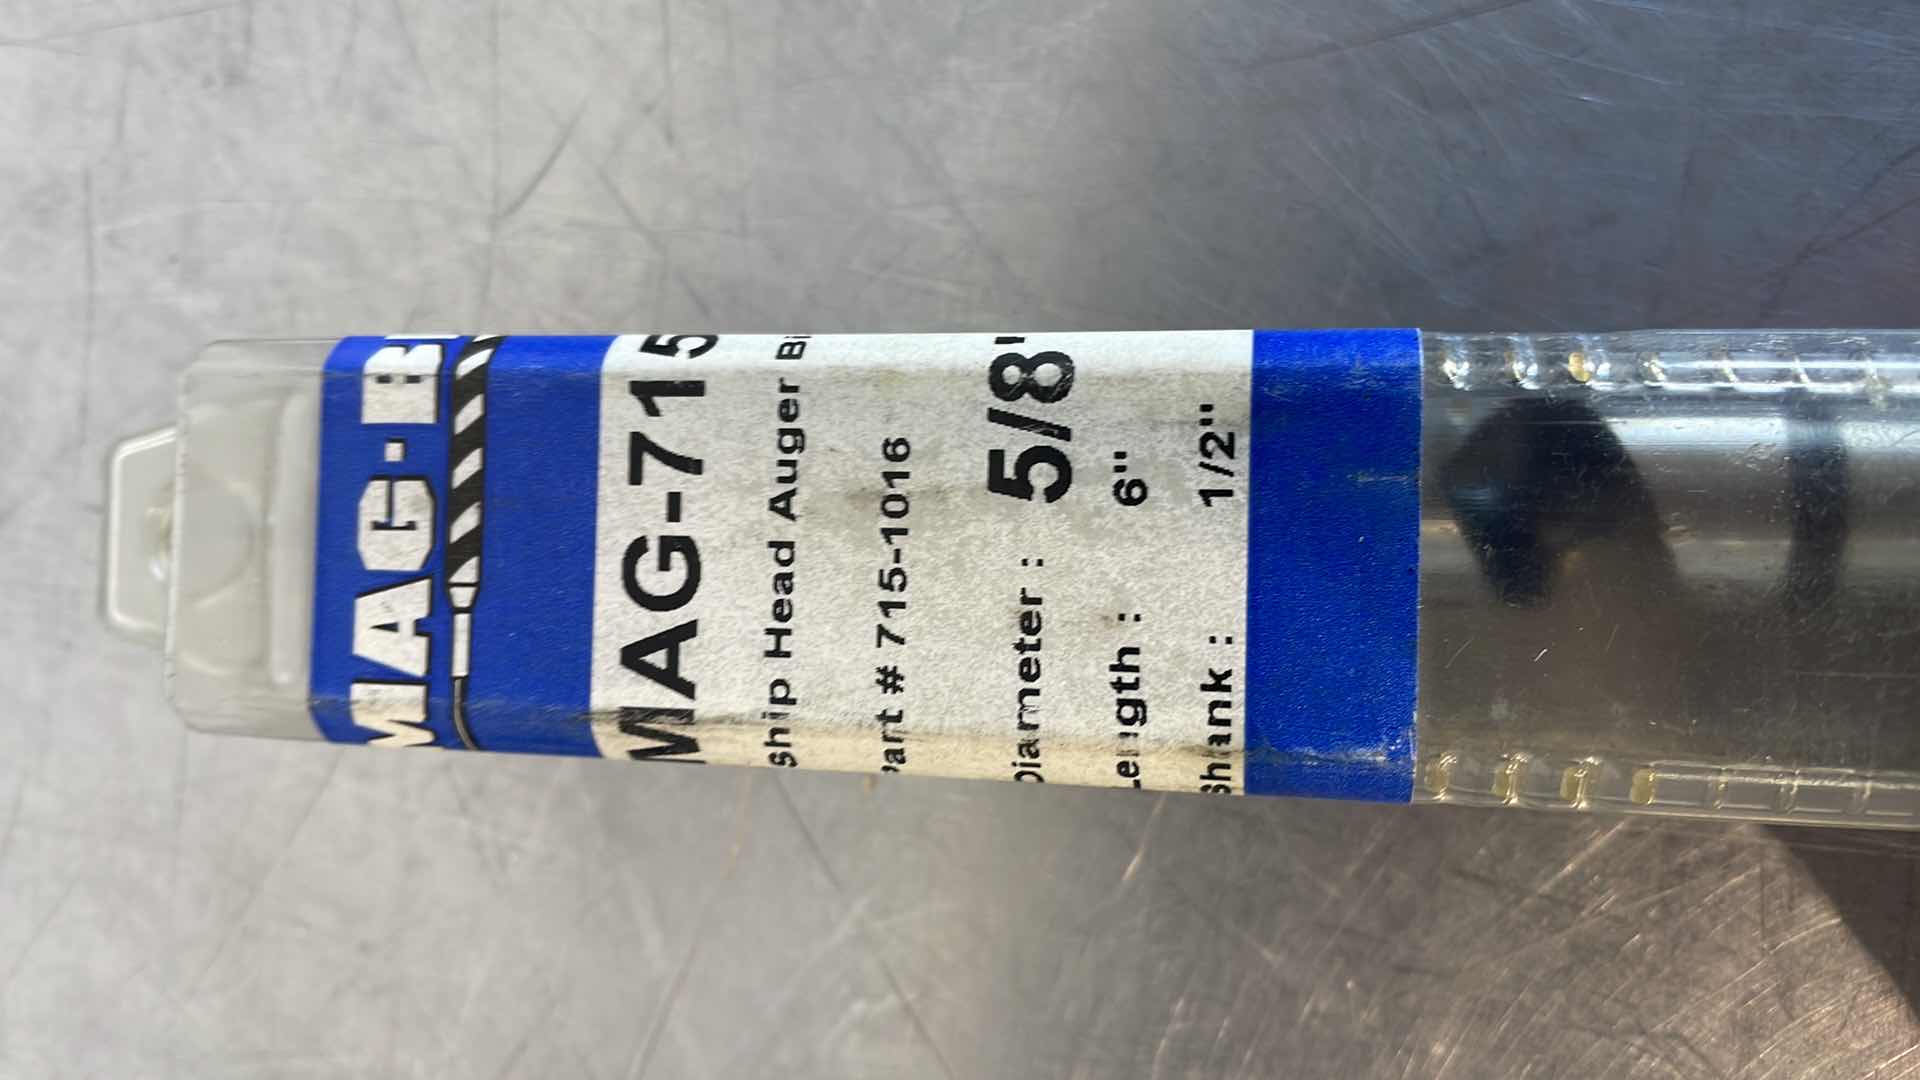 MAG-B
MAG-715
Ship Head Auger Bi
Part # 715-1016
Diameter : 5/8"
Length : 6"
Shank : 1/2"